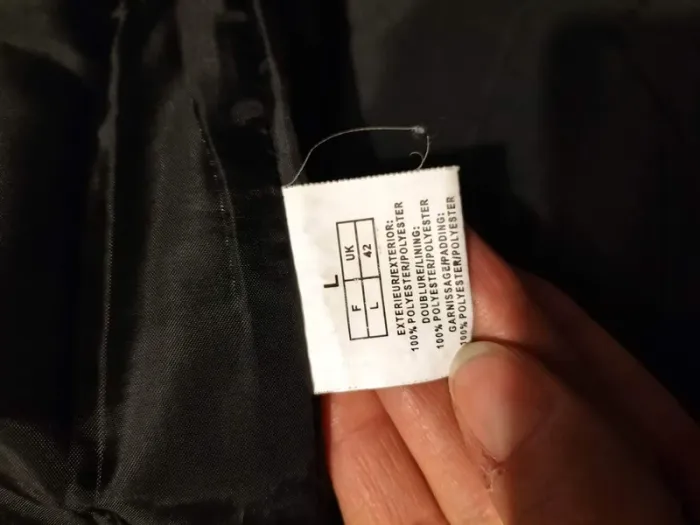 L
F UK
L 42
EXTERIEUR/EXTERIOR:
100% POLYESTER/POLYESTER
DOUBLURE/LINING:
100% POLYESTER/POLYESTER
GARNISSAGE/PADDING:
100% POLYESTER/POLYESTER